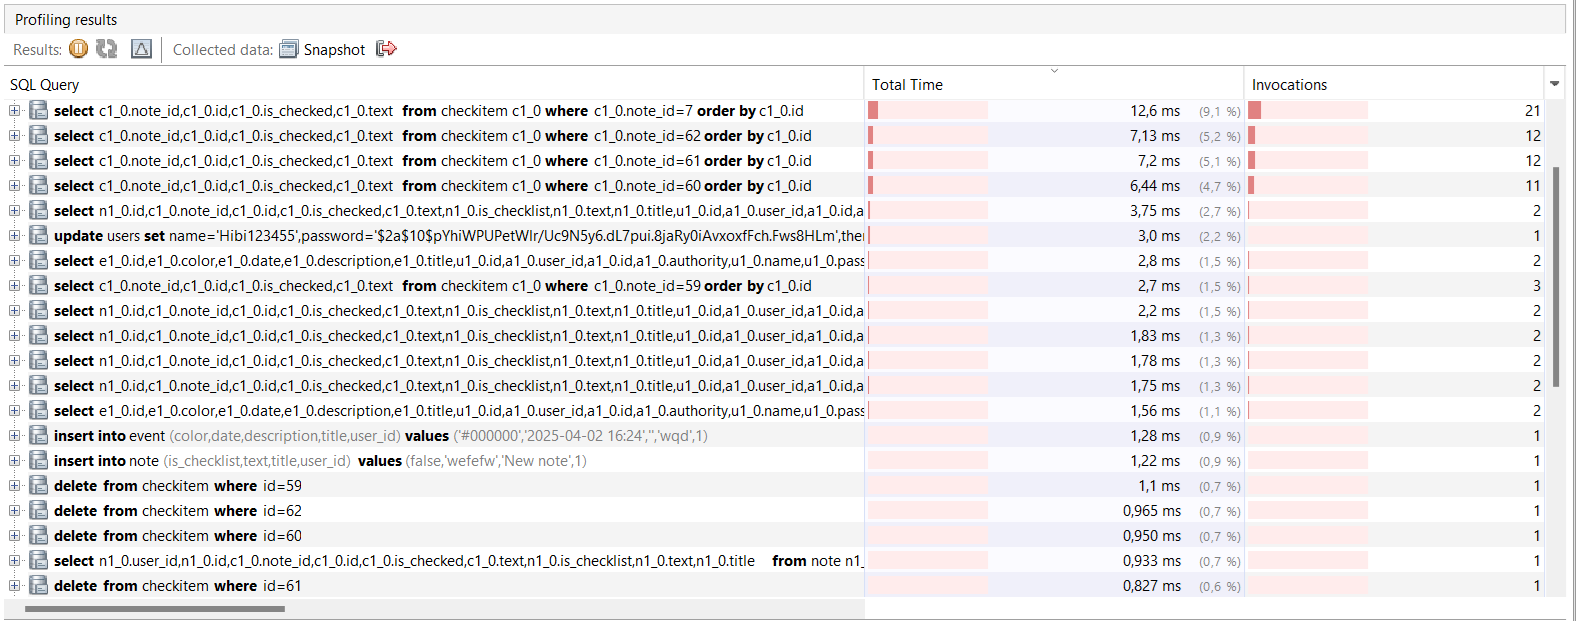 Profiling results
Results: Collected data: Snapshot
SQL Query Total Time Invocations
select c1_0.note_id,c1_0.id,c1_0.is_checked,c1_0.text from checkitem c1_0 where c1_0.note_id=7 order by c1_0.id 12,6 ms (9,1 %) 21
select c1_0.note_id,c1_0.id,c1_0.is_checked,c1_0.text from checkitem c1_0 where c1_0.note_id=62 order by c1_0.id 7,13 ms (5,2 %) 12
select c1_0.note_id,c1_0.id,c1_0.is_checked,c1_0.text from checkitem c1_0 where c1_0.note_id=61 order by c1_0.id 7,2 ms (5,1 %) 12
select c1_0.note_id,c1_0.id,c1_0.is_checked,c1_0.text from checkitem c1_0 where c1_0.note_id=60 order by c1_0.id 6,44 ms (4,7 %) 11
select n1_0.id,c1_0.note_id,c1_0.id,c1_0.is_checked,c1_0.text,n1_0.is_checklist,n1_0.text,n1_0.title,u1_0.id,a1_0.user_id,a1_0.id,a 3,75 ms (2,7 %) 2
update users set name='Hibi123455',password='$2a$10$pYhiWPUPetWIr/Uc9N5y6.dL7pui.8jaRy0iAvxoxfFch.Fws8HLm',the 3,0 ms (2,2 %) 1
select e1_0.id,e1_0.color,e1_0.date,e1_0.description,e1_0.title,u1_0.id,a1_0.user_id,a1_0.id,a1_0.authority,u1_0.name,u1_0.pass 2,8 ms (1,5 %) 2
select c1_0.note_id,c1_0.id,c1_0.is_checked,c1_0.text from checkitem c1_0 where c1_0.note_id=59 order by c1_0.id 2,7 ms (1,5 %) 3
select n1_0.id,c1_0.note_id,c1_0.id,c1_0.is_checked,c1_0.text,n1_0.is_checklist,n1_0.text,n1_0.title,u1_0.id,a1_0.user_id,a1_0.id,a 2,2 ms (1,5 %) 2
select n1_0.id,c1_0.note_id,c1_0.id,c1_0.is_checked,c1_0.text,n1_0.is_checklist,n1_0.text,n1_0.title,u1_0.id,a1_0.user_id,a1_0.id,a 1,83 ms (1,3 %) 2
select n1_0.id,c1_0.note_id,c1_0.id,c1_0.is_checked,c1_0.text,n1_0.is_checklist,n1_0.text,n1_0.title,u1_0.id,a1_0.user_id,a1_0.id,a 1,78 ms (1,3 %) 2
select n1_0.id,c1_0.note_id,c1_0.id,c1_0.is_checked,c1_0.text,n1_0.is_checklist,n1_0.text,n1_0.title,u1_0.id,a1_0.user_id,a1_0.id,a 1,75 ms (1,3 %) 2
select e1_0.id,e1_0.color,e1_0.date,e1_0.description,e1_0.title,u1_0.id,a1_0.user_id,a1_0.id,a1_0.authority,u1_0.name,u1_0.pass 1,56 ms (1,1 %) 2
insert into event (color,date,description,title,user_id) values ('#000000','2025-04-02 16:24','','wqd',1) 1,28 ms (0,9 %) 1
insert into note (is_checklist,text,title,user_id) values (false,'wefefw','New note',1) 1,22 ms (0,9 %) 1
delete from checkitem where id=59 1,1 ms (0,7 %) 1
delete from checkitem where id=62 0,965 ms (0,7 %) 1
delete from checkitem where id=60 0,950 ms (0,7 %) 1
select n1_0.user_id,n1_0.id,c1_0.note_id,c1_0.id,c1_0.is_checked,c1_0.text,n1_0.is_checklist,n1_0.text,n1_0.title from note n1_ 0,933 ms (0,7 %) 1
delete from checkitem where id=61 0,827 ms (0,6 %) 1